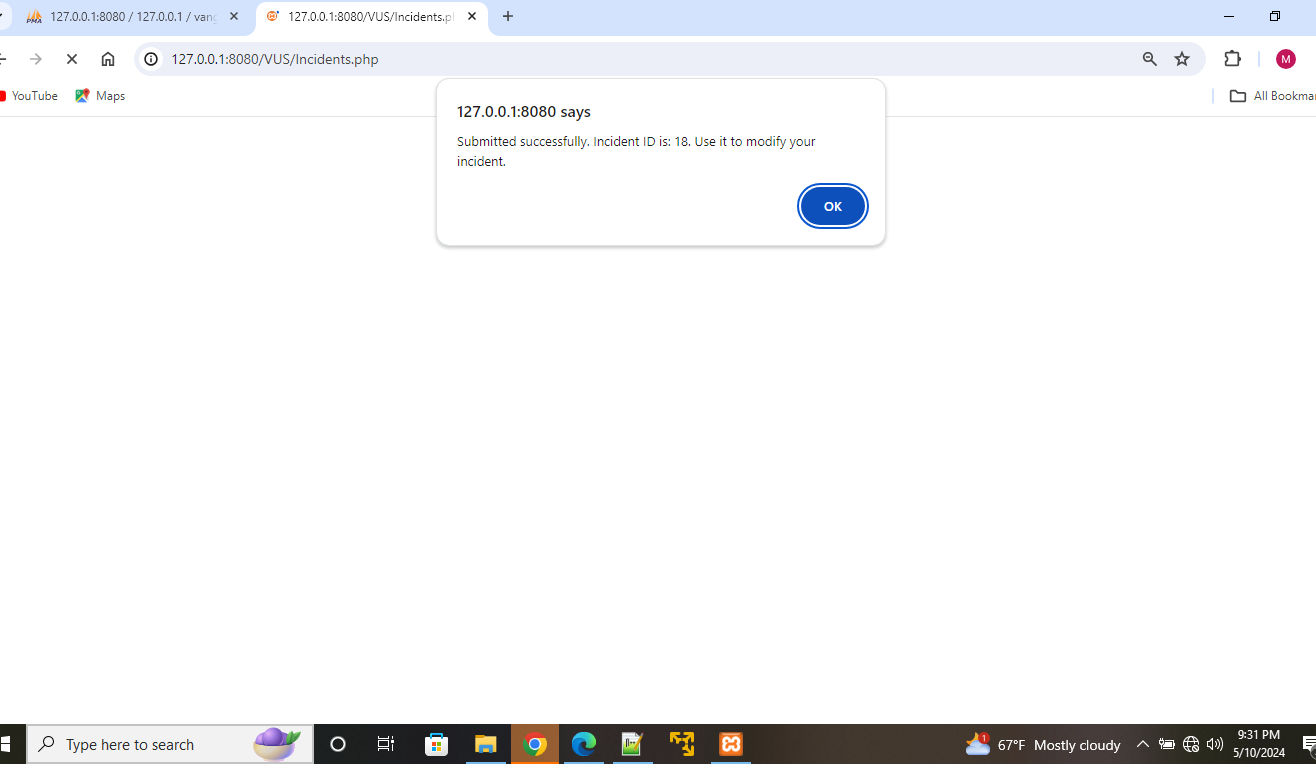 127.0.0.1:8080 / 127.0.0.1 / vang
127.0.0.1:8080/VUS/Incidents.p
127.0.0.1:8080/VUS/Incidents.php
M
YouTube
Maps
All Bookma
127.0.0.1:8080 says
Submitted successfully. Incident ID is: 18. Use it to modify your
incident.
OK
Type here to search
1
67°F Mostly cloudy
9:31 PM
5/10/2024